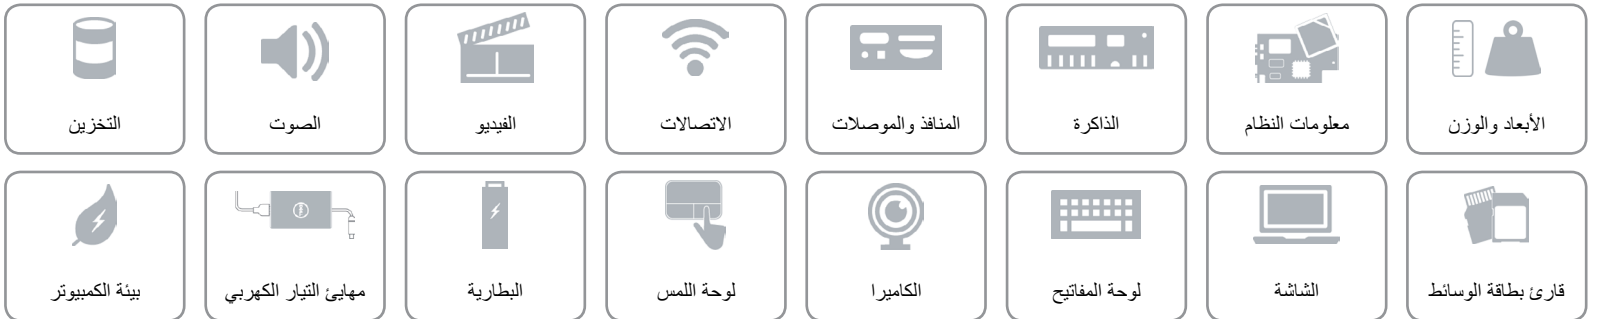 الأبعاد والوزن
معلومات النظام
الذاكرة
المنافذ والموصلات
الاتصالات
الفيديو
الصوت
التخزين
قارئ بطاقة الوسائط
الشاشة
لوحة المفاتيح
الكاميرا
لوحة اللمس
البطارية
مهايئ التيار الكهربي
بيئة الكمبيوتر